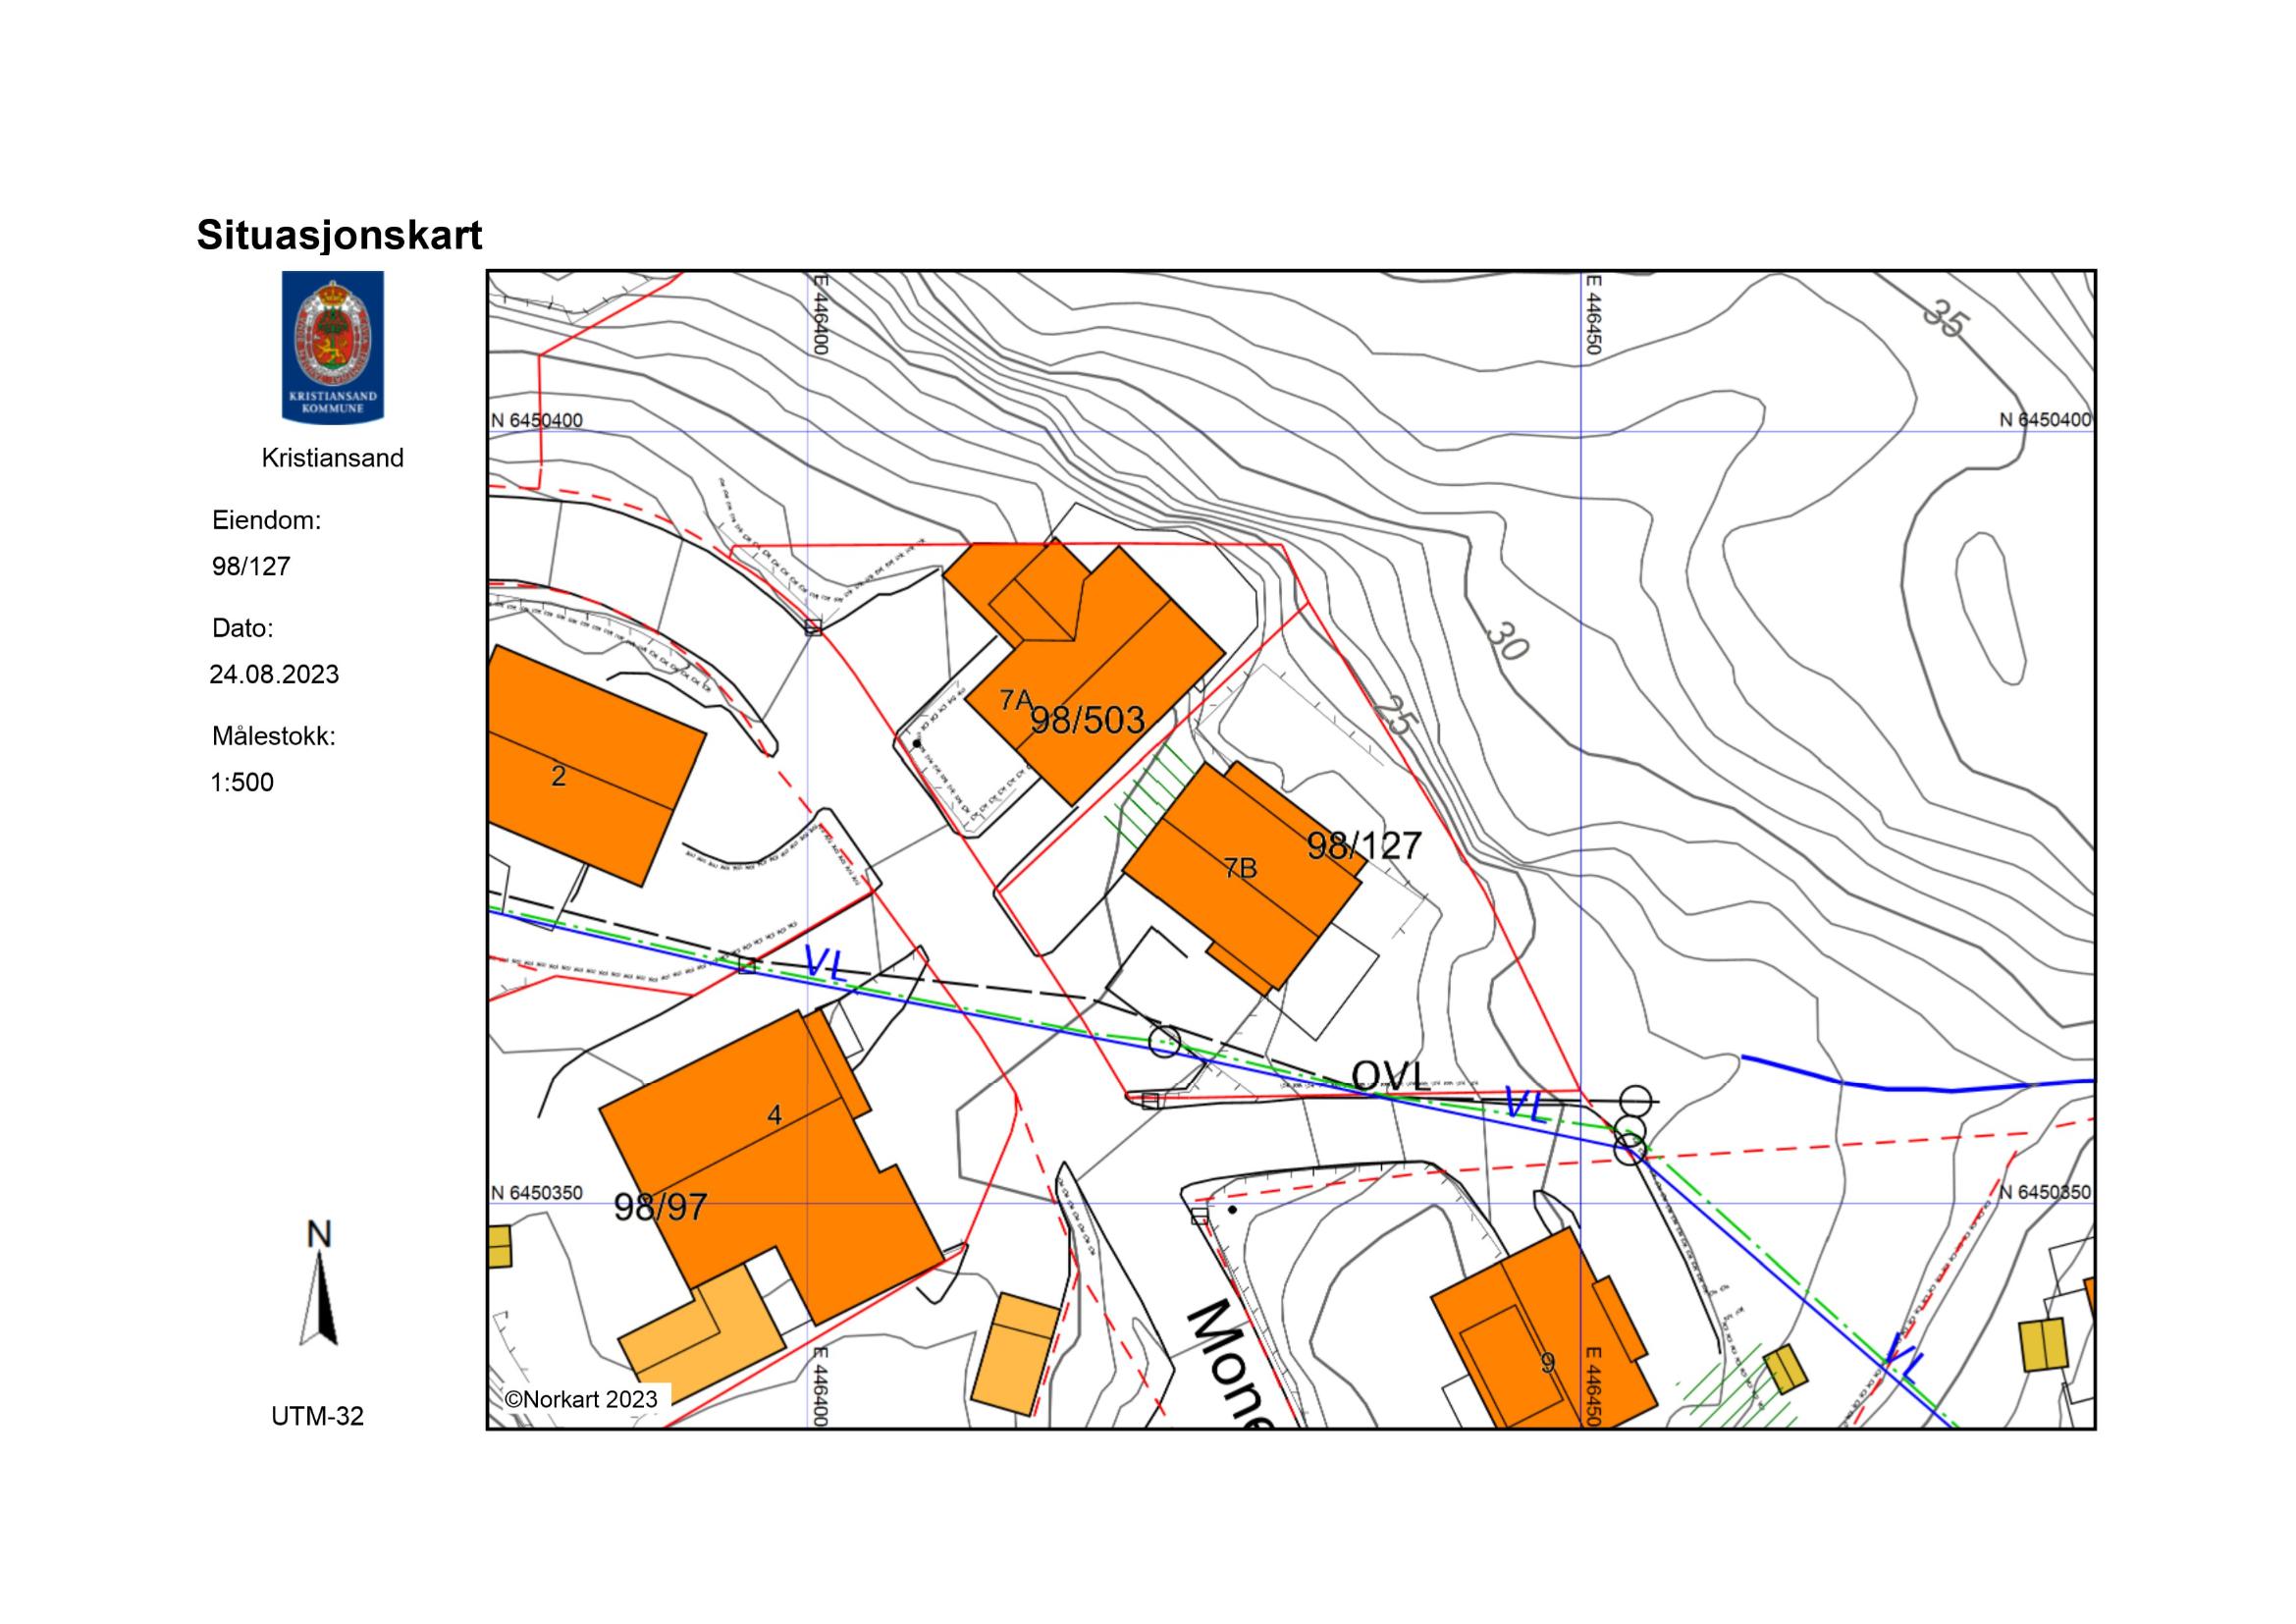 Situasjonskart
KRISTIANSAND
KOMMUNE
Kristiansand
Eiendom:
98/127
Dato:
24.08.2023
Målestokk:
1:500
N
UTM-32
E 446400
E 446450
35
N 6450400
N 6450400
30
7A
98/503
25
2
98/127
7B
VL
OVL
VL
4
N 6450350
N 6450350
98/97
Mone
9
VL
E 446400
E 446450
©Norkart 2023